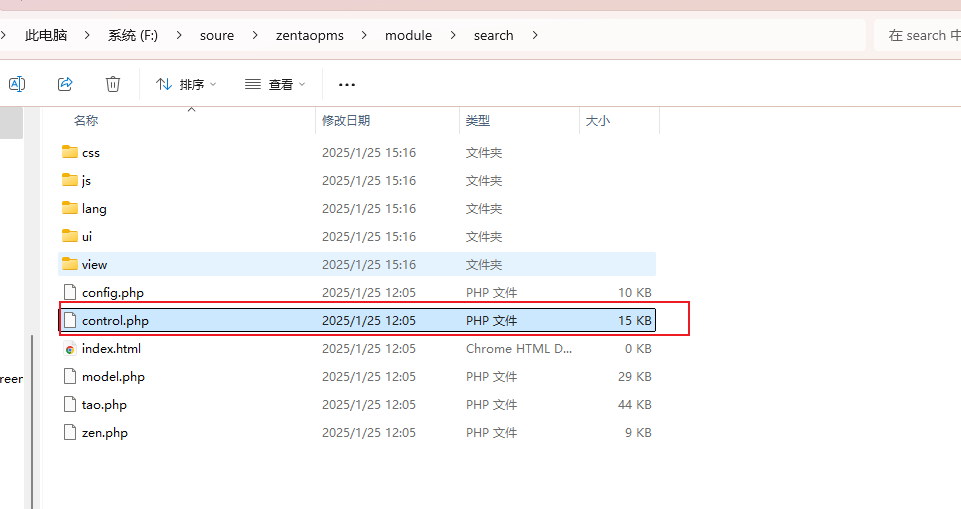 此电脑 系统 (F:) soure zentaopms module search 在 search 中
排序 查看
名称 修改日期 类型 大小
css 2025/1/25 15:16 文件夹
js 2025/1/25 15:16 文件夹
lang 2025/1/25 15:16 文件夹
ui 2025/1/25 15:16 文件夹
view 2025/1/25 15:16 文件夹
config.php 2025/1/25 12:05 PHP 文件 10 KB
control.php 2025/1/25 12:05 PHP 文件 15 KB
index.html 2025/1/25 12:05 Chrome HTML D... 0 KB
model.php 2025/1/25 12:05 PHP 文件 29 KB
tao.php 2025/1/25 12:05 PHP 文件 44 KB
zen.php 2025/1/25 12:05 PHP 文件 9 KB